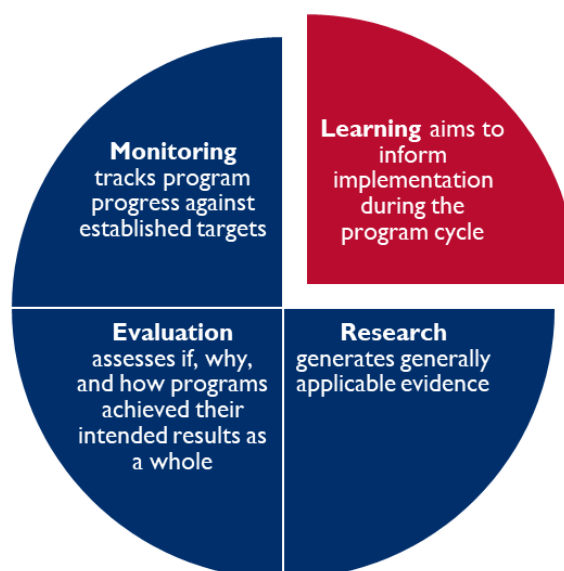 Monitoring
tracks program
progress against
established targets
Learning aims to
inform
implementation
during the
program cycle
Evaluation
assesses if, why,
and how programs
achieved their
intended results as
a whole
Research
generates generally
applicable evidence